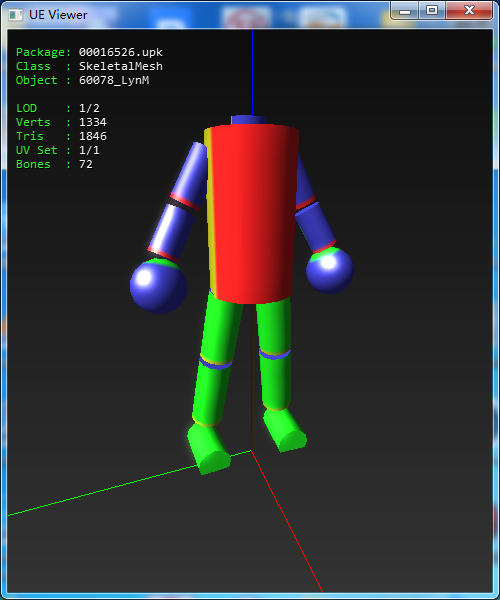 UE Viewer
Package: 00016526.upk
Class  : SkeletalMesh
Object : 60078_LynM
LOD    : 1/2
Verts  : 1334
Tris   : 1846
UV Set : 1/1
Bones  : 72